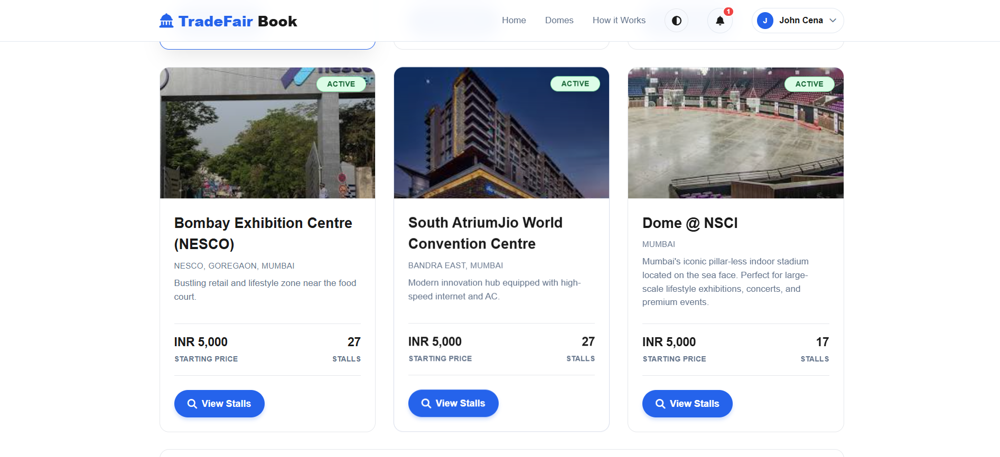 TradeFair Book
Home
Domes
How it Works
1
J
John Cena
ACTIVE
ACTIVE
ACTIVE
Bombay Exhibition Centre
(NESCO)
NESCO, GOREGAON, MUMBAI
Bustling retail and lifestyle zone near the food
court.
INR 5,000
27
STARTING PRICE
STALLS
View Stalls
South AtriumJio World
Convention Centre
BANDRA EAST, MUMBAI
Modern innovation hub equipped with high-
speed internet and AC.
INR 5,000
27
STARTING PRICE
STALLS
View Stalls
Dome @ NSCI
MUMBAI
Mumbai's iconic pillar-less indoor stadium
located on the sea face. Perfect for large-
scale lifestyle exhibitions, concerts, and
premium events.
INR 5,000
17
STARTING PRICE
STALLS
View Stalls